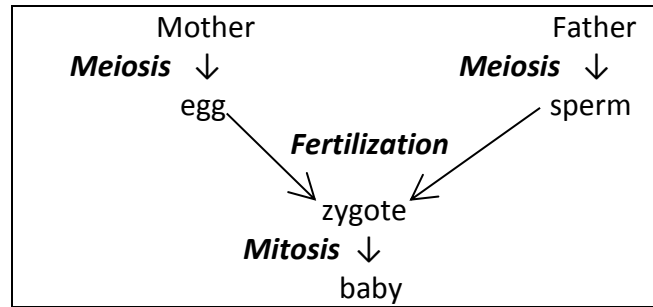 Mother Father
Meiosis Meiosis
egg sperm
Fertilization
zygote
Mitosis
baby